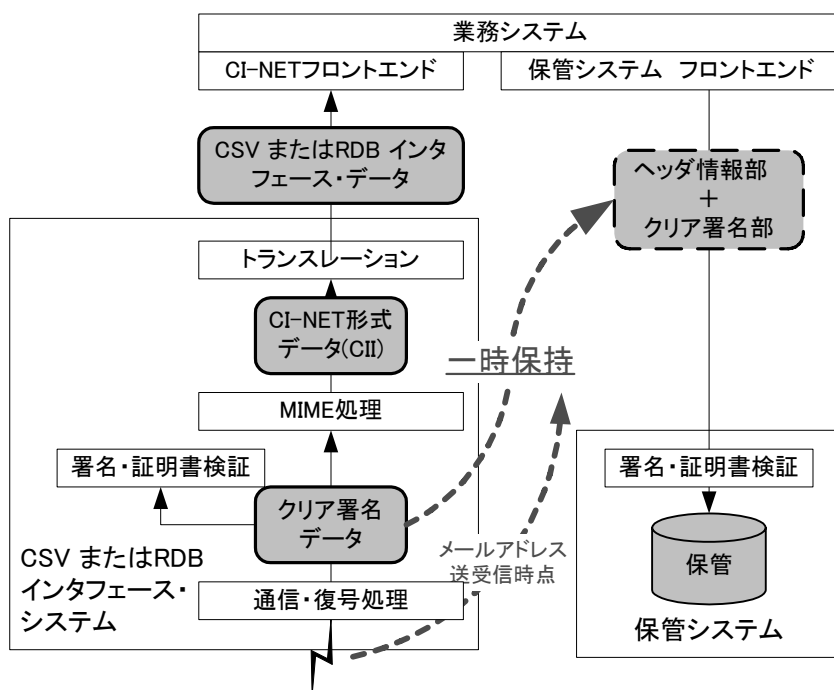 業務システム
CI-NETフロントエンド
保管システム フロントエンド
CSV またはRDB インタ
フェース・データ
ヘッダ情報部
＋
クリア署名部
トランスレーション
CI-NET形式
データ(CII)
一時保持
MIME処理
署名・証明書検証
署名・証明書検証
クリア署名
データ
メールアドレス
送受信時点
CSV またはRDB
インタフェース・
システム
通信・復号処理
保管
保管システム